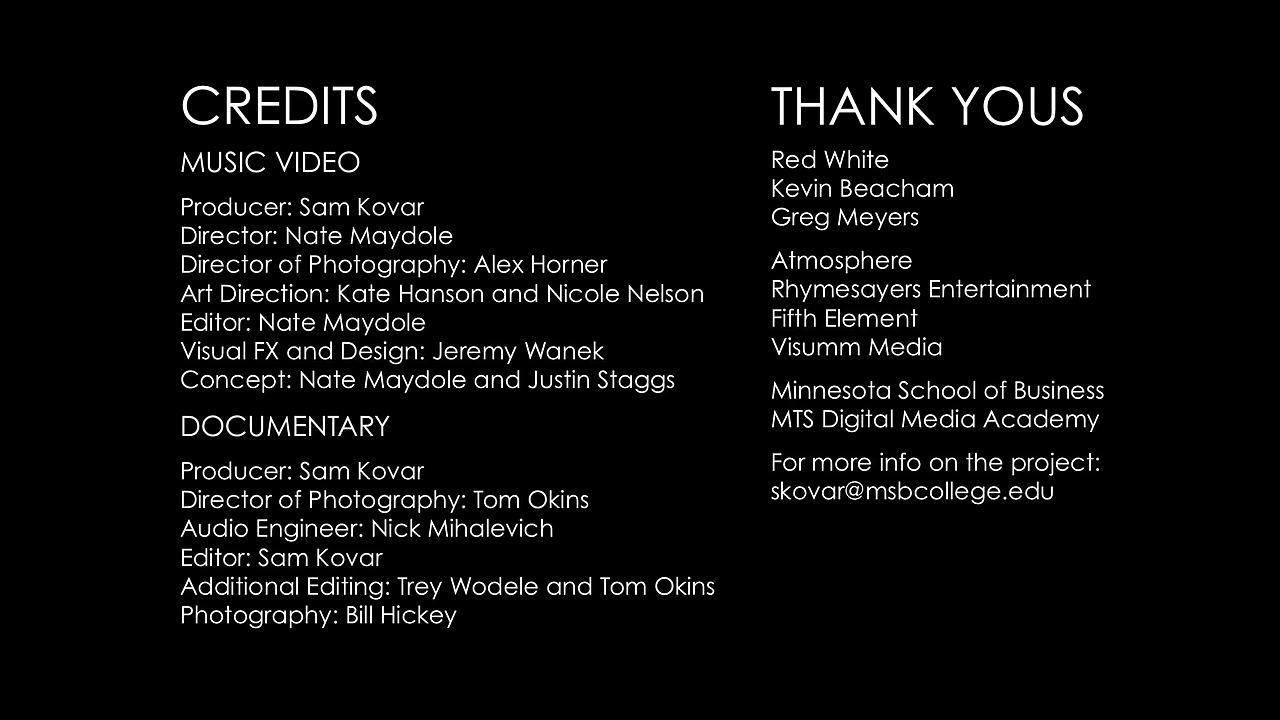 CREDITS
MUSIC VIDEO
Producer: Sam Kovar
Director: Nate Maydole
Director of Photography: Alex Horner
Art Direction: Kate Hanson and Nicole Nelson
Editor: Nate Maydole
Visual FX and Design: Jeremy Wanek
Concept: Nate Maydole and Justin Staggs
DOCUMENTARY
Producer: Sam Kovar
Director of Photography: Tom Okins
Audio Engineer: Nick Mihalevich
Editor: Sam Kovar
Additional Editing: Trey Wodele and Tom Okins
Photography: Bill Hickey
THANK YOUS
Red White
Kevin Beacham
Greg Meyers
Atmosphere
Rhymesayers Entertainment
Fifth Element
Visumm Media
Minnesota School of Business
MTS Digital Media Academy
For more info on the project:
skovar@msbcollege.edu